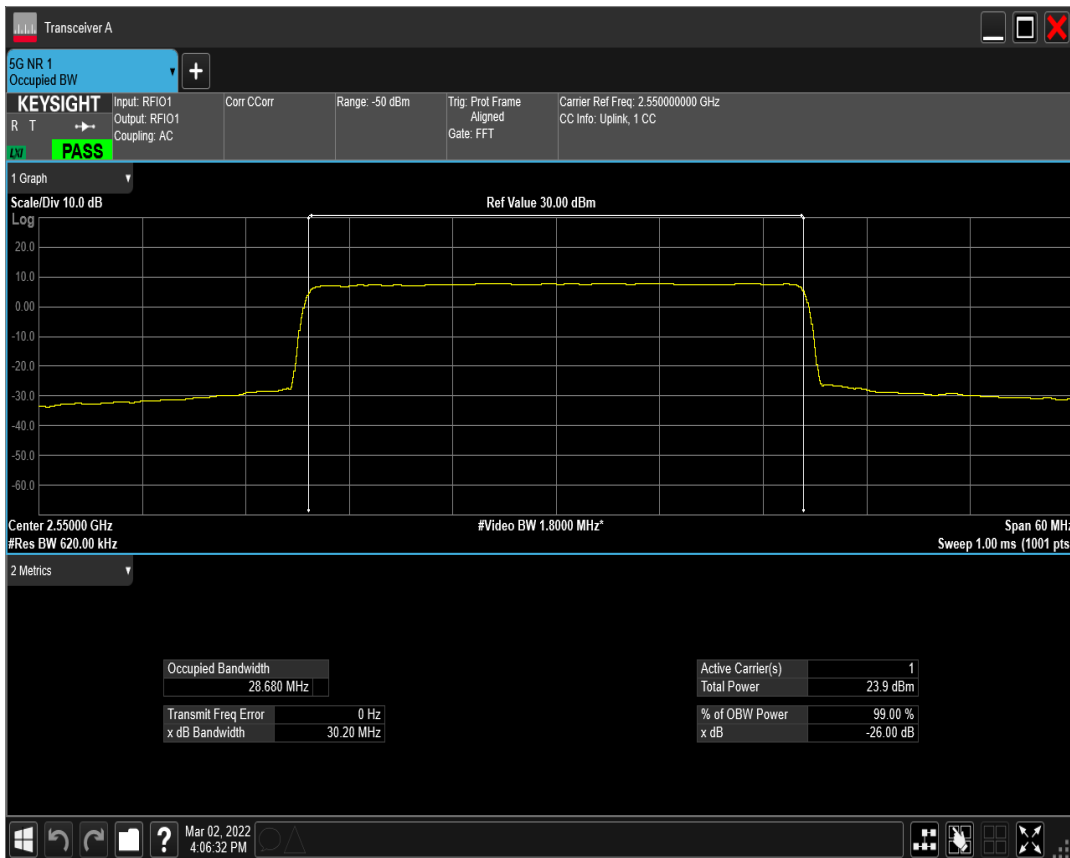 Transceiver A
5G NR 1
Occupied BW
+
KEYSIGHT
R T
LXI
PASS
Input: RFIO1
Output: RFIO1
Coupling: AC
Corr CCorr
Range: -50 dBm
Trig: Prot Frame
Aligned
Gate: FFT
Carrier Ref Freq: 2.550000000 GHz
CC Info: Uplink, 1 CC
1 Graph
Scale/Div 10.0 dB
Ref Value 30.00 dBm
Log
20.0
10.0
0.00
-10.0
-20.0
-30.0
-40.0
-50.0
-60.0
Center 2.55000 GHz
#Video BW 1.8000 MHz*
Span 60 MHz
#Res BW 620.00 kHz
Sweep 1.00 ms (1001 pts
2 Metrics
Occupied Bandwidth
28.680 MHz
Transmit Freq Error 0 Hz
x dB Bandwidth 30.20 MHz
Active Carrier(s) 1
Total Power 23.9 dBm
% of OBW Power 99.00 %
x dB -26.00 dB
?
Mar 02, 2022
4:06:32 PM